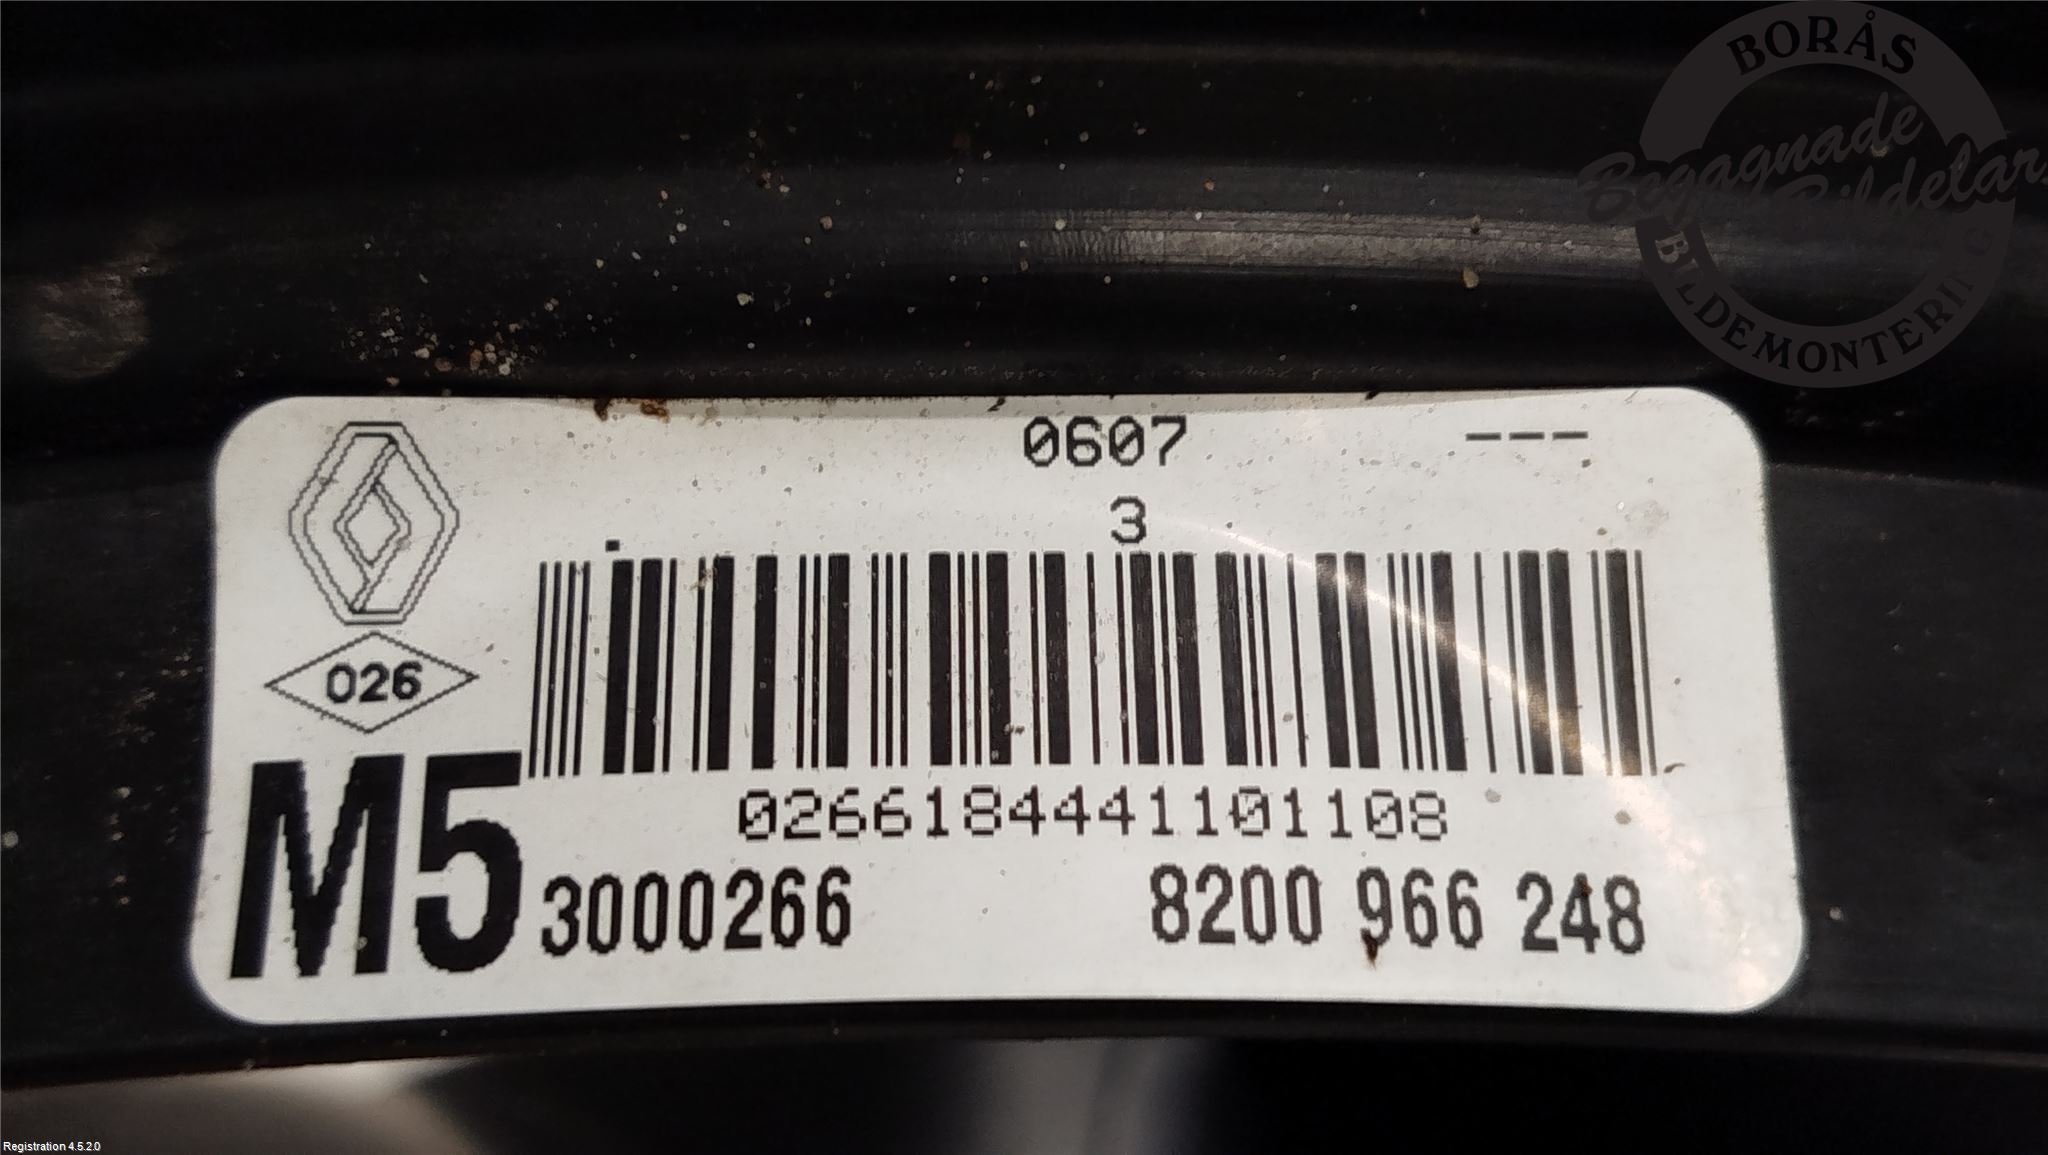 BORÅS
Begagnade
Bildelar
BILDEMONTERING
0607 ---
3
026
0266184441101108
M5 3000266 8200 966 248
Registration 4.5.2.0